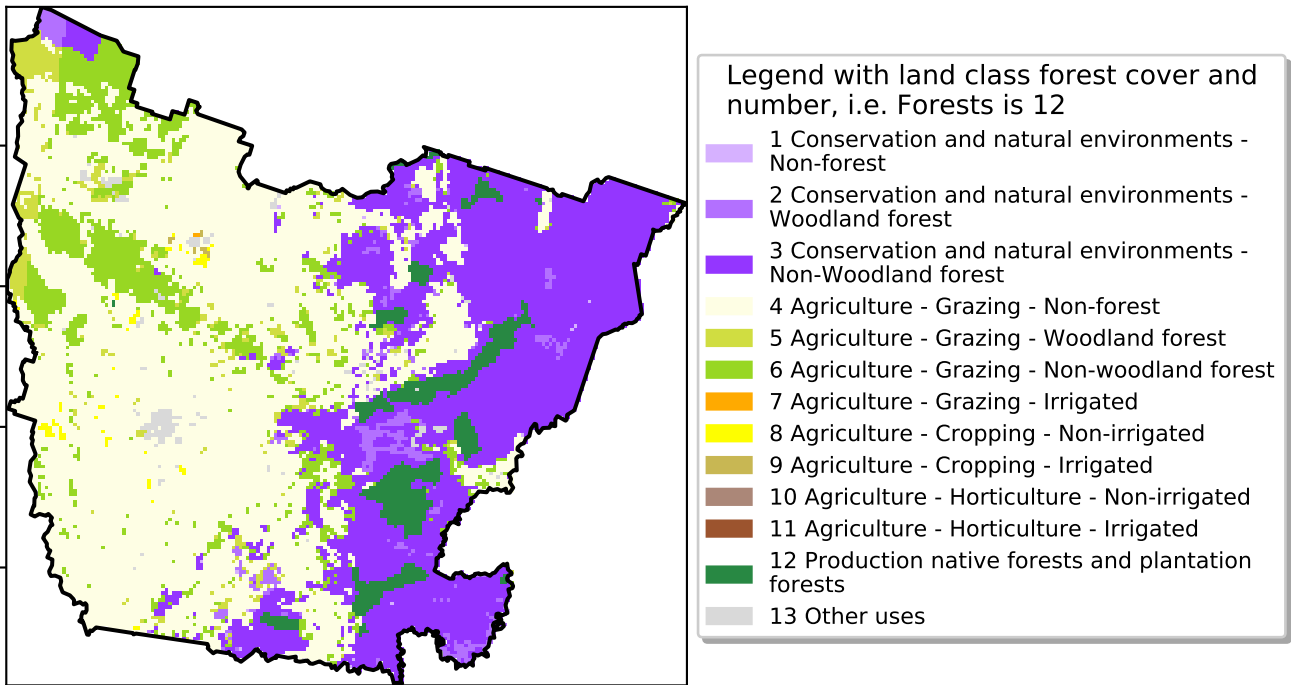 Legend with land class forest cover and
number, i.e. Forests is 12
1 Conservation and natural environments -
Non-forest
2 Conservation and natural environments -
Woodland forest
3 Conservation and natural environments -
Non-Woodland forest
4 Agriculture - Grazing - Non-forest
5 Agriculture - Grazing - Woodland forest
6 Agriculture - Grazing - Non-woodland forest
7 Agriculture - Grazing - Irrigated
8 Agriculture - Cropping - Non-irrigated
9 Agriculture - Cropping - Irrigated
10 Agriculture - Horticulture - Non-irrigated
11 Agriculture - Horticulture - Irrigated
12 Production native forests and plantation
forests
13 Other uses